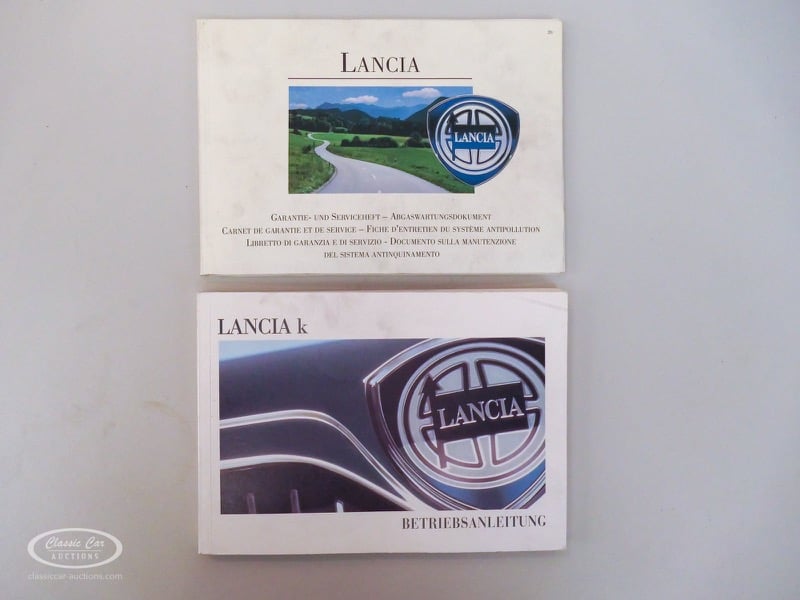 LANCIA
LANCIA
GARANTIE- UND SERVICEHEFT – ABGASWARTUNGSDOKUMENT
CARNET DE GARANTIE ET DE SERVICE – FICHE D'ENTRETIEN DU SYSTÈME ANTIPOLLUTION
LIBRETTO DI GARANZIA E DI SERVIZIO - DOCUMENTO SULLA MANUTENZIONE
DEL SISTEMA ANTINQUINAMENTO
LANCIA k
LANCIA
BETRIEBSANLEITUNG
Classic Car
AUCTIONS
classiccar-auctions.com